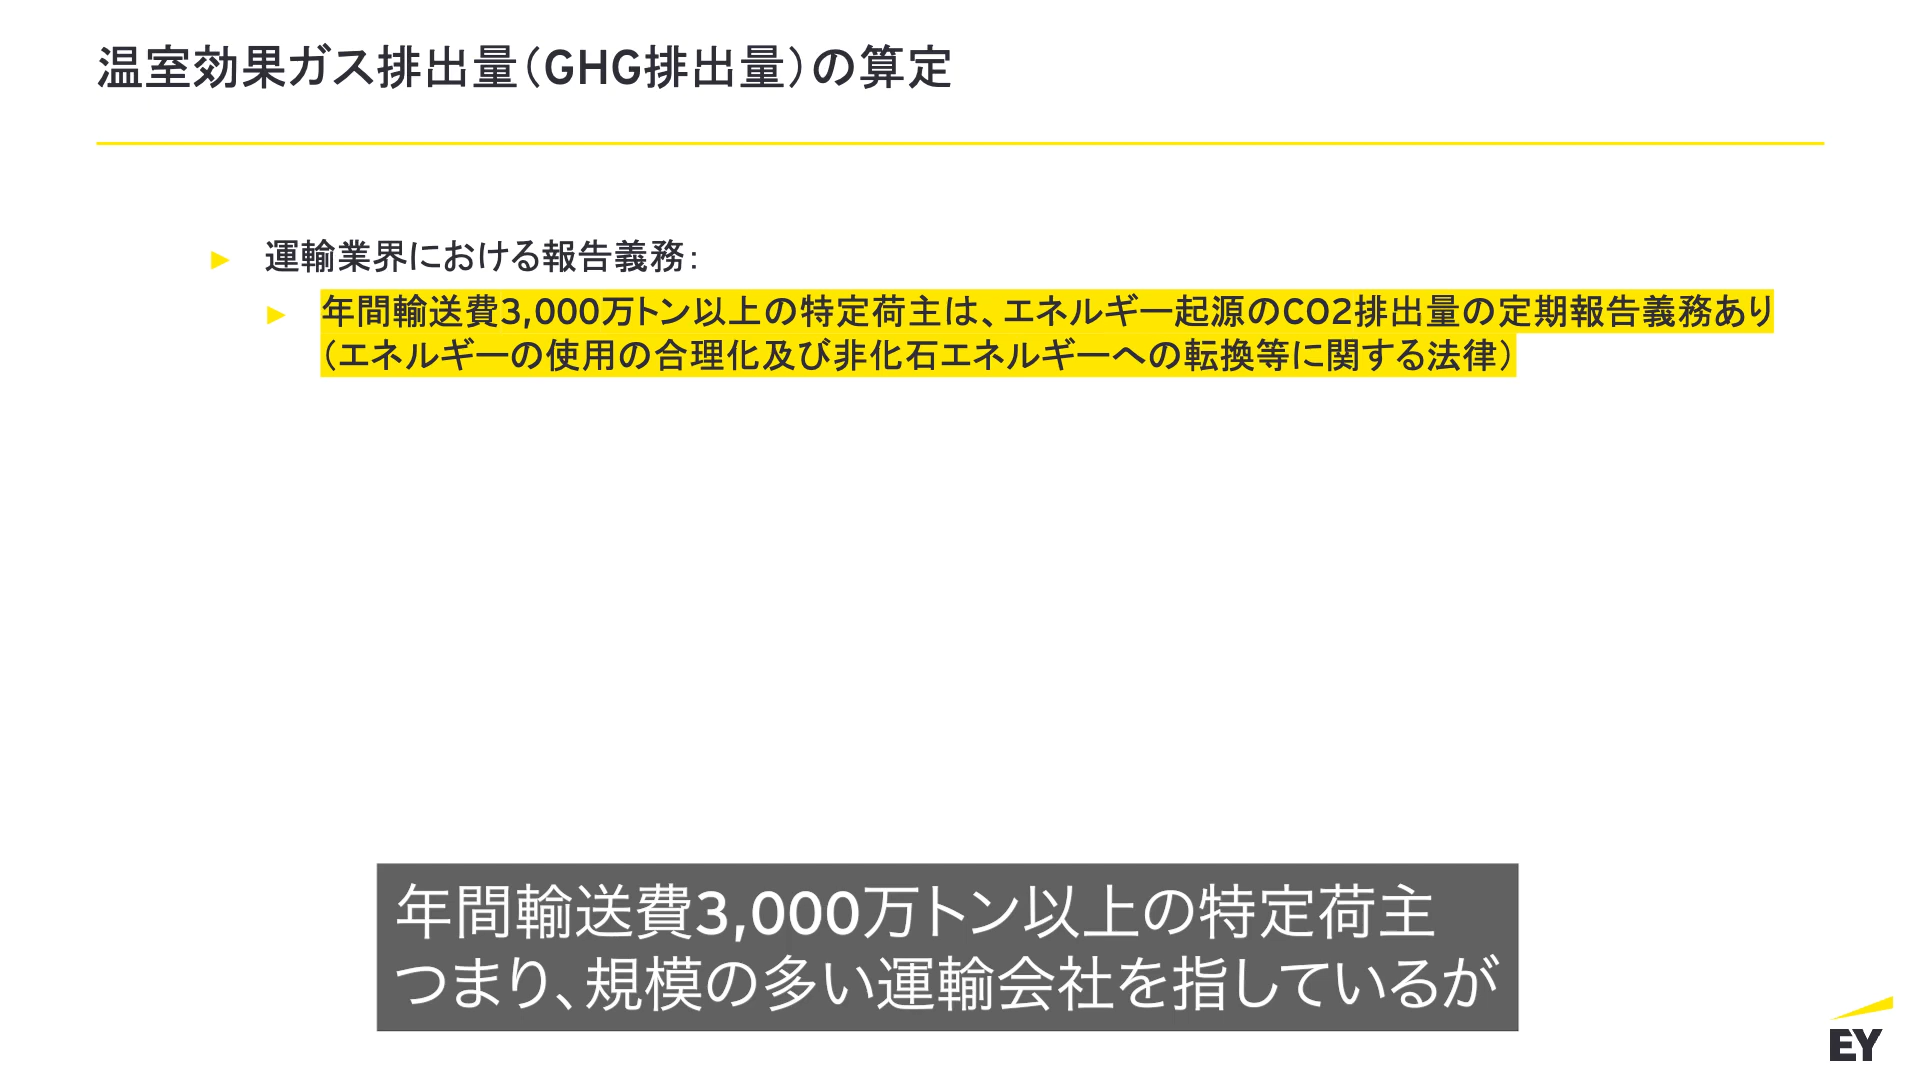 温室効果ガス排出量（GHG排出量）の算定
► 運輸業界における報告義務：
► 年間輸送費3,000万トン以上の特定荷主は、エネルギー起源のCO2排出量の定期報告義務あり
（エネルギーの使用の合理化及び非化石エネルギーへの転換等に関する法律）
年間輸送費3,000万トン以上の特定荷主
つまり、規模の多い運輸会社を指しているが
EY